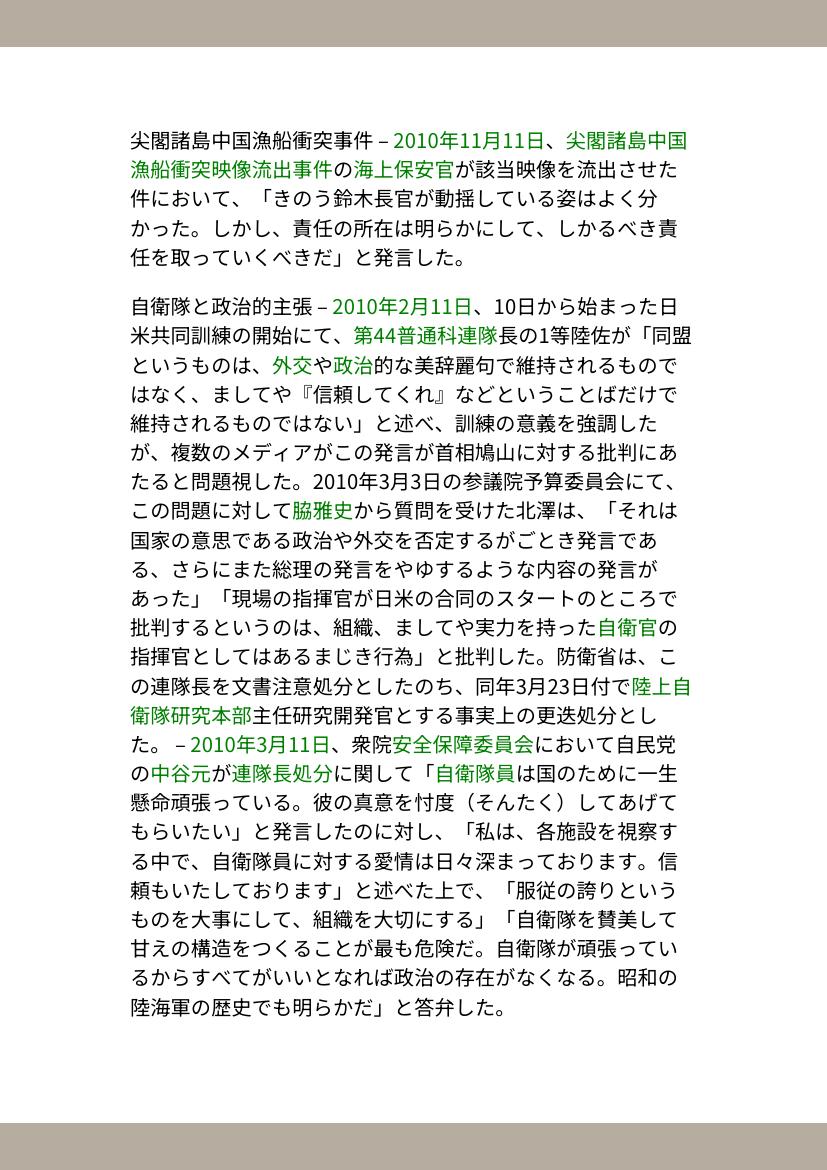 尖閣諸島中国漁船衝突事件 – 2010年11月11日、尖閣諸島中国
漁船衝突映像流出事件の海上保安官が該当映像を流出させた
件において、「きのう鈴木長官が動揺している姿はよく分
かった。しかし、責任の所在は明らかにして、しかるべき責
任を取っていくべきだ」と発言した。
自衛隊と政治的主張 – 2010年2月11日、10日から始まった日
米共同訓練の開始にて、第44普通科連隊長の1等陸佐が「同盟
というものは、外交や政治的な美辞麗句で維持されるもので
はなく、ましてや『信頼してくれ』などということばだけで
維持されるものではない」と述べ、訓練の意義を強調した
が、複数のメディアがこの発言が首相鳩山に対する批判にあ
たると問題視した。2010年3月3日の参議院予算委員会にて、
この問題に対して脇雅史から質問を受けた北澤は、「それは
国家の意思である政治や外交を否定するがごとき発言であ
る、さらにまた総理の発言をやゆするような内容の発言が
あった」「現場の指揮官が日米の合同のスタートのところで
批判するというのは、組織、ましてや実力を持った自衛官の
指揮官としてはあるまじき行為」と批判した。防衛省は、こ
の連隊長を文書注意処分としたのち、同年3月23日付で陸上自
衛隊研究本部主任研究開発官とする事実上の更迭処分とし
た。 – 2010年3月11日、衆院安全保障委員会において自民党
の中谷元が連隊長処分に関して「自衛隊員は国のために一生
懸命頑張っている。彼の真意を忖度（そんたく）してあげて
もらいたい」と発言したのに対し、「私は、各施設を視察す
る中で、自衛隊員に対する愛情は日々深まっております。信
頼もいたしております」と述べた上で、「服従の誇りという
ものを大事にして、組織を大切にする」「自衛隊を賛美して
甘えの構造をつくることが最も危険だ。自衛隊が頑張ってい
るからすべてがいいとなれば政治の存在がなくなる。昭和の
陸海軍の歴史でも明らかだ」と答弁した。